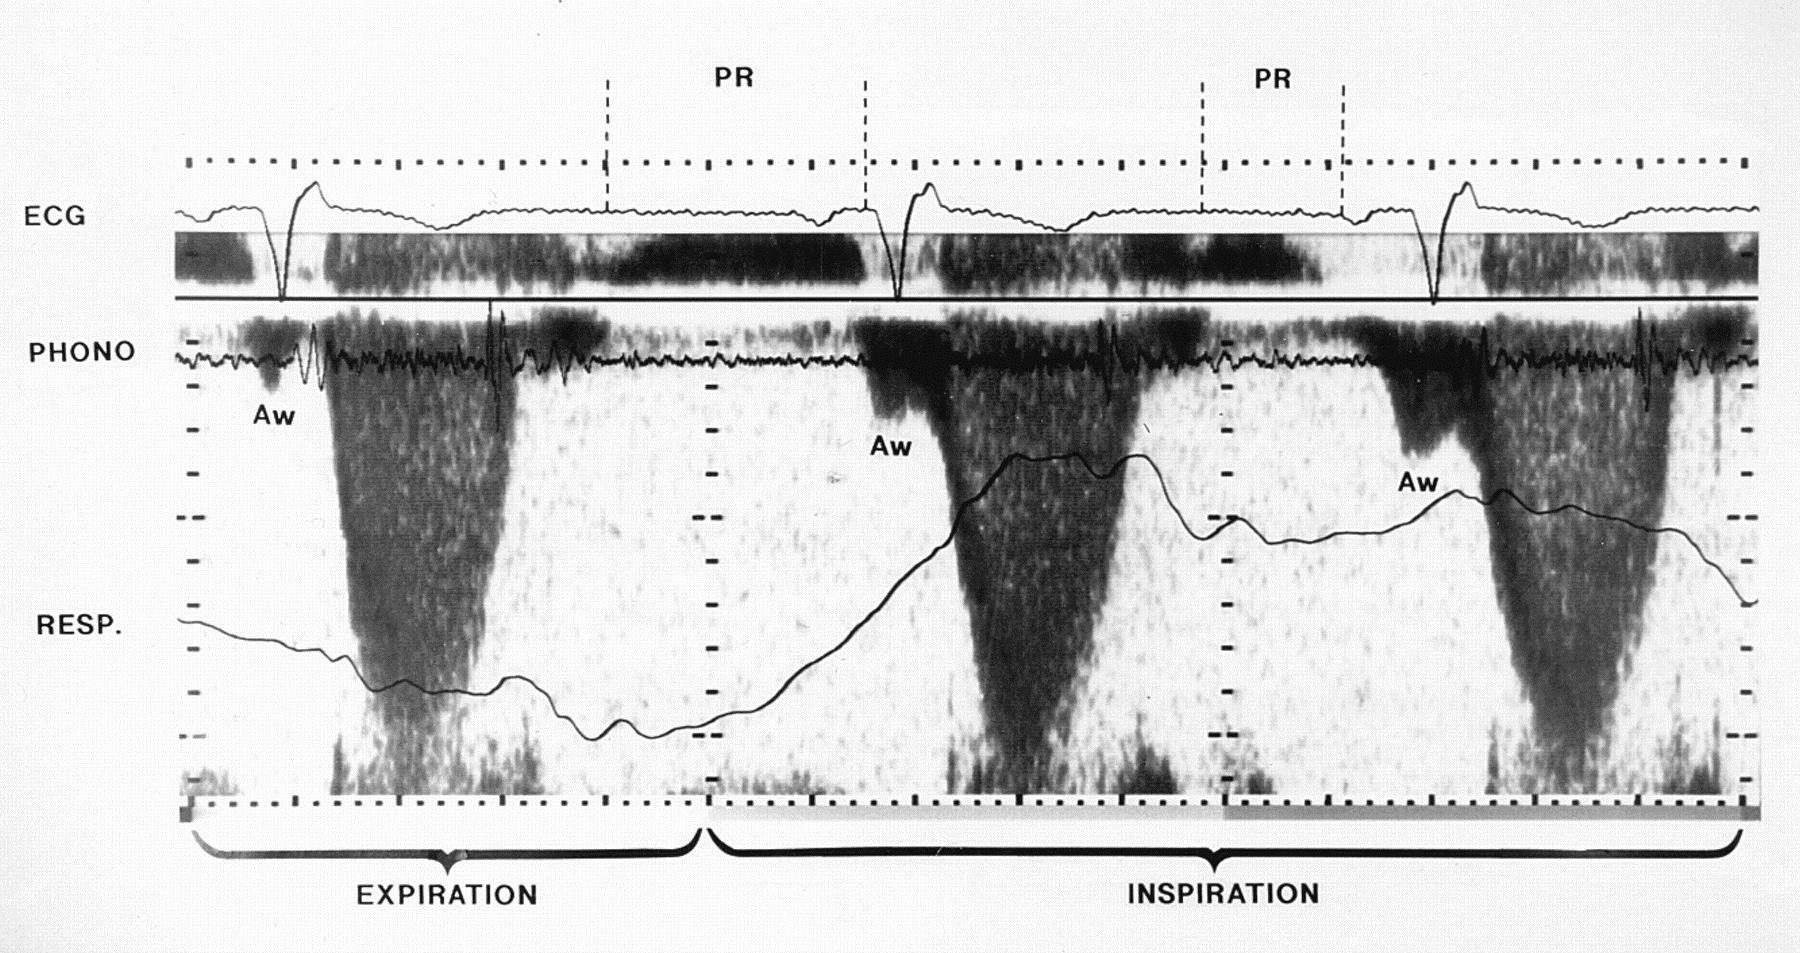 PR PR
ECG
PHONO
Aw
Aw
Aw
RESP.
EXPIRATION INSPIRATION